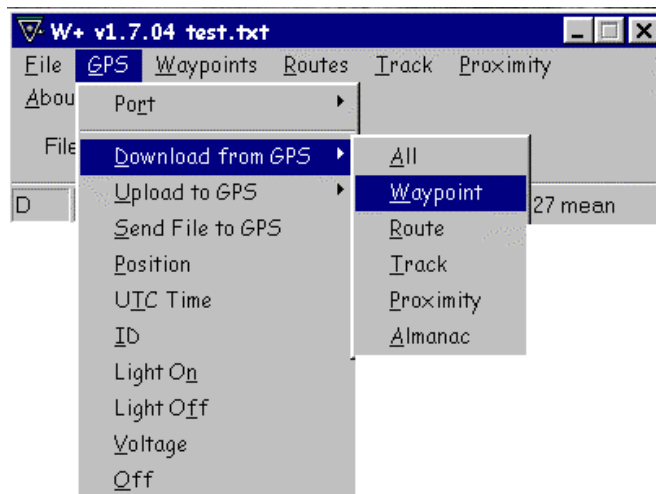 W+ v1.7.04 test.txt
File GPS Waypoints Routes Track Proximity
Abou
Port
File
Download from GPS All
Upload to GPS Waypoint
D 27 mean
Send File to GPS Route
Position Track
UTC Time Proximity
ID Almanac
Light On
Light Off
Voltage
Off